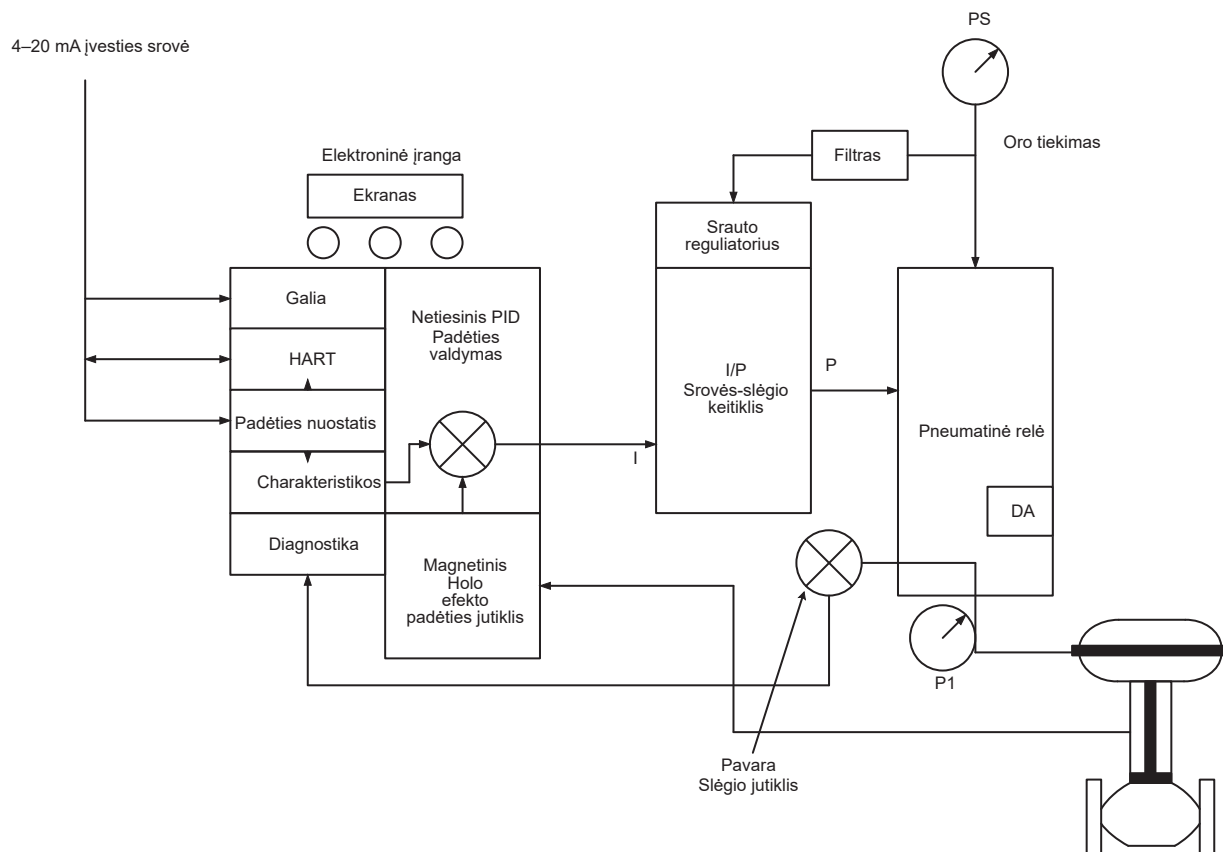 PS
4–20 mA įvesties srovė
Oro tiekimas
Filtras
Elektroninė įranga
Ekranas
Srauto
reguliatorius
Galia
Netiesinis PID
Padėties
valdymas
HART
I/P
Srovės-slėgio
keitiklis
P
Padėties nuostatis
Pneumatinė relė
I
Charakteristikos
DA
Diagnostika
Magnetinis
Holo
efekto
padėties jutiklis
P1
Pavara
Slėgio jutiklis